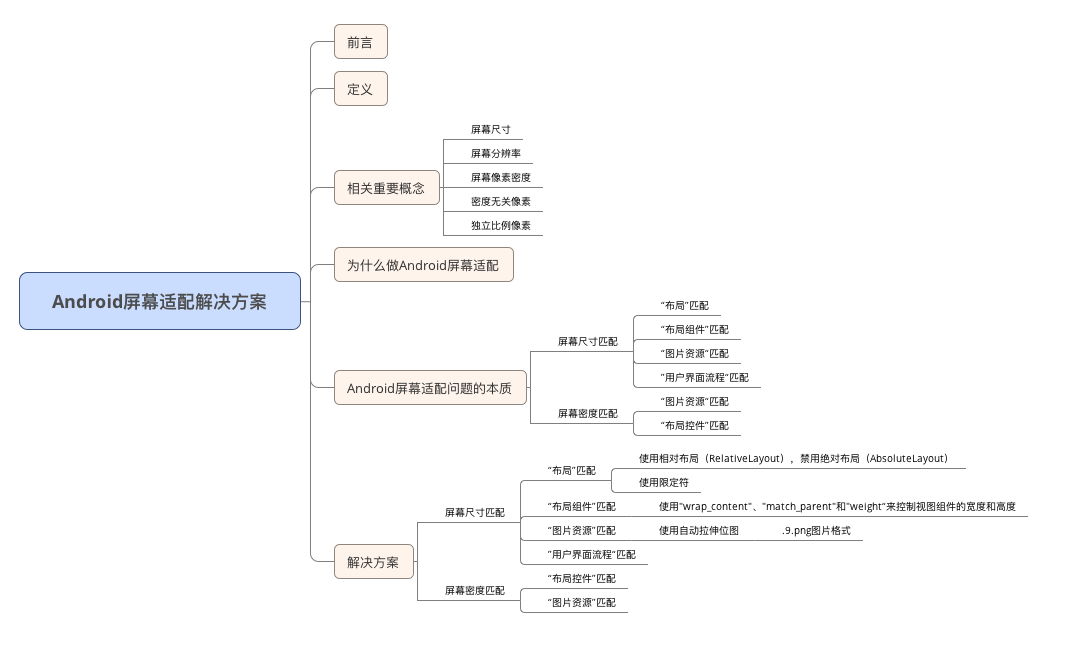 Android屏幕适配解决方案
前言
定义
相关重要概念
屏幕尺寸
屏幕分辨率
屏幕像素密度
密度无关像素
独立比例像素
为什么做Android屏幕适配
Android屏幕适配问题的本质
屏幕尺寸匹配
“布局”匹配
“布局组件”匹配
“图片资源”匹配
"用户界面流程“匹配
屏幕密度匹配
“图片资源”匹配
“布局控件”匹配
解决方案
屏幕尺寸匹配
“布局”匹配
使用相对布局（RelativeLayout），禁用绝对布局（AbsoluteLayout）
使用限定符
“布局组件”匹配
使用"wrap_content"、"match_parent"和"weight“来控制视图组件的宽度和高度
“图片资源”匹配
使用自动拉伸位图
.9.png图片格式
"用户界面流程“匹配
屏幕密度匹配
“布局控件”匹配
“图片资源”匹配